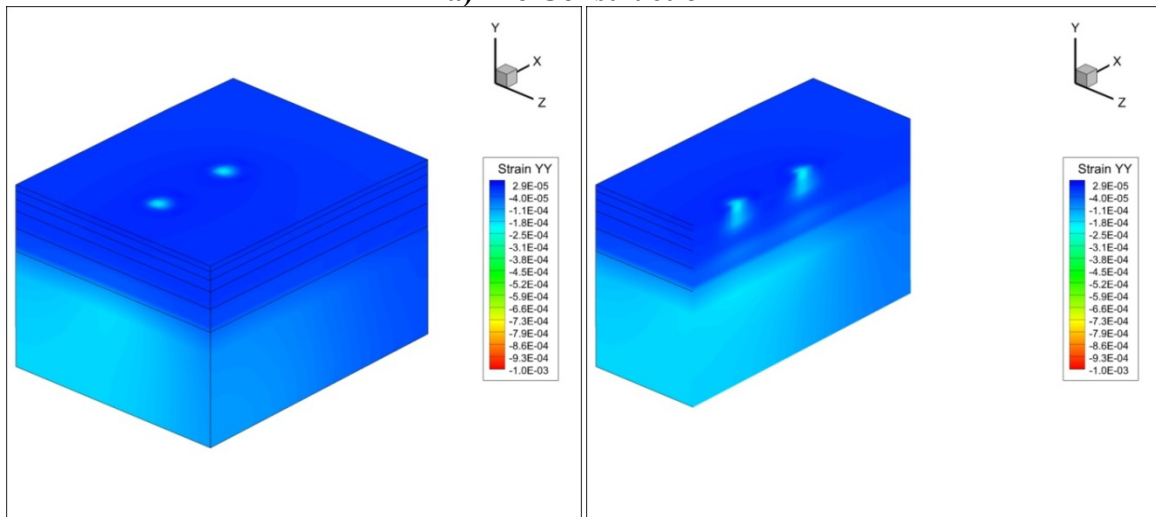 Y
X
Z
Strain YY
2.9E-05
-4.0E-05
-1.1E-04
-1.8E-04
-2.5E-04
-3.1E-04
-3.8E-04
-4.5E-04
-5.2E-04
-5.9E-04
-6.6E-04
-7.3E-04
-7.9E-04
-8.6E-04
-9.3E-04
-1.0E-03
Y
X
Z
Strain YY
2.9E-05
-4.0E-05
-1.1E-04
-1.8E-04
-2.5E-04
-3.1E-04
-3.8E-04
-4.5E-04
-5.2E-04
-5.9E-04
-6.6E-04
-7.3E-04
-7.9E-04
-8.6E-04
-9.3E-04
-1.0E-03